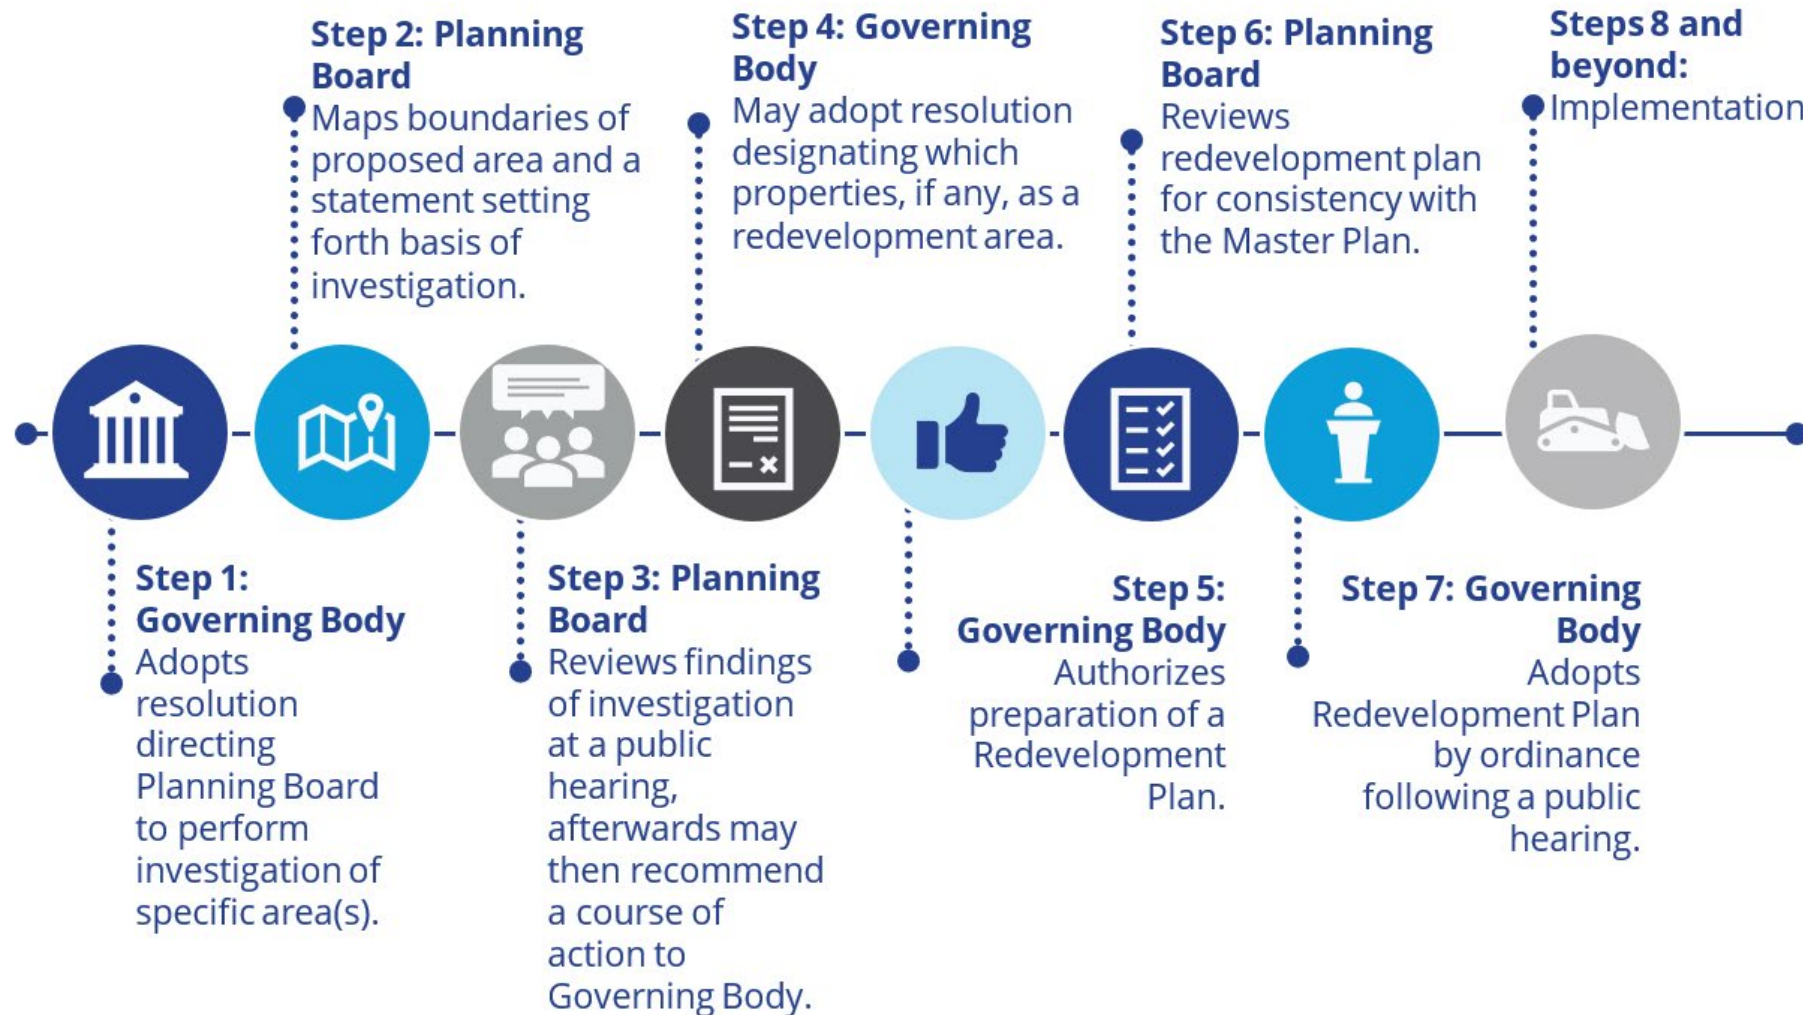 Step 1:
Governing Body
Adopts
resolution
directing
Planning Board
to perform
investigation of
specific area(s).
Step 2: Planning
Board
Maps boundaries of
proposed area and a
statement setting
forth basis of
investigation.
Step 3: Planning
Board
Reviews findings
of investigation
at a public
hearing,
afterwards may
then recommend
a course of
action to
Governing Body.
Step 4: Governing
Body
May adopt resolution
designating which
properties, if any, as a
redevelopment area.
Step 5:
Governing Body
Authorizes
preparation of a
Redevelopment
Plan.
Step 6: Planning
Board
Reviews
redevelopment plan
for consistency with
the Master Plan.
Step 7: Governing
Body
Adopts
Redevelopment Plan
by ordinance
following a public
hearing.
Steps 8 and
beyond:
Implementation